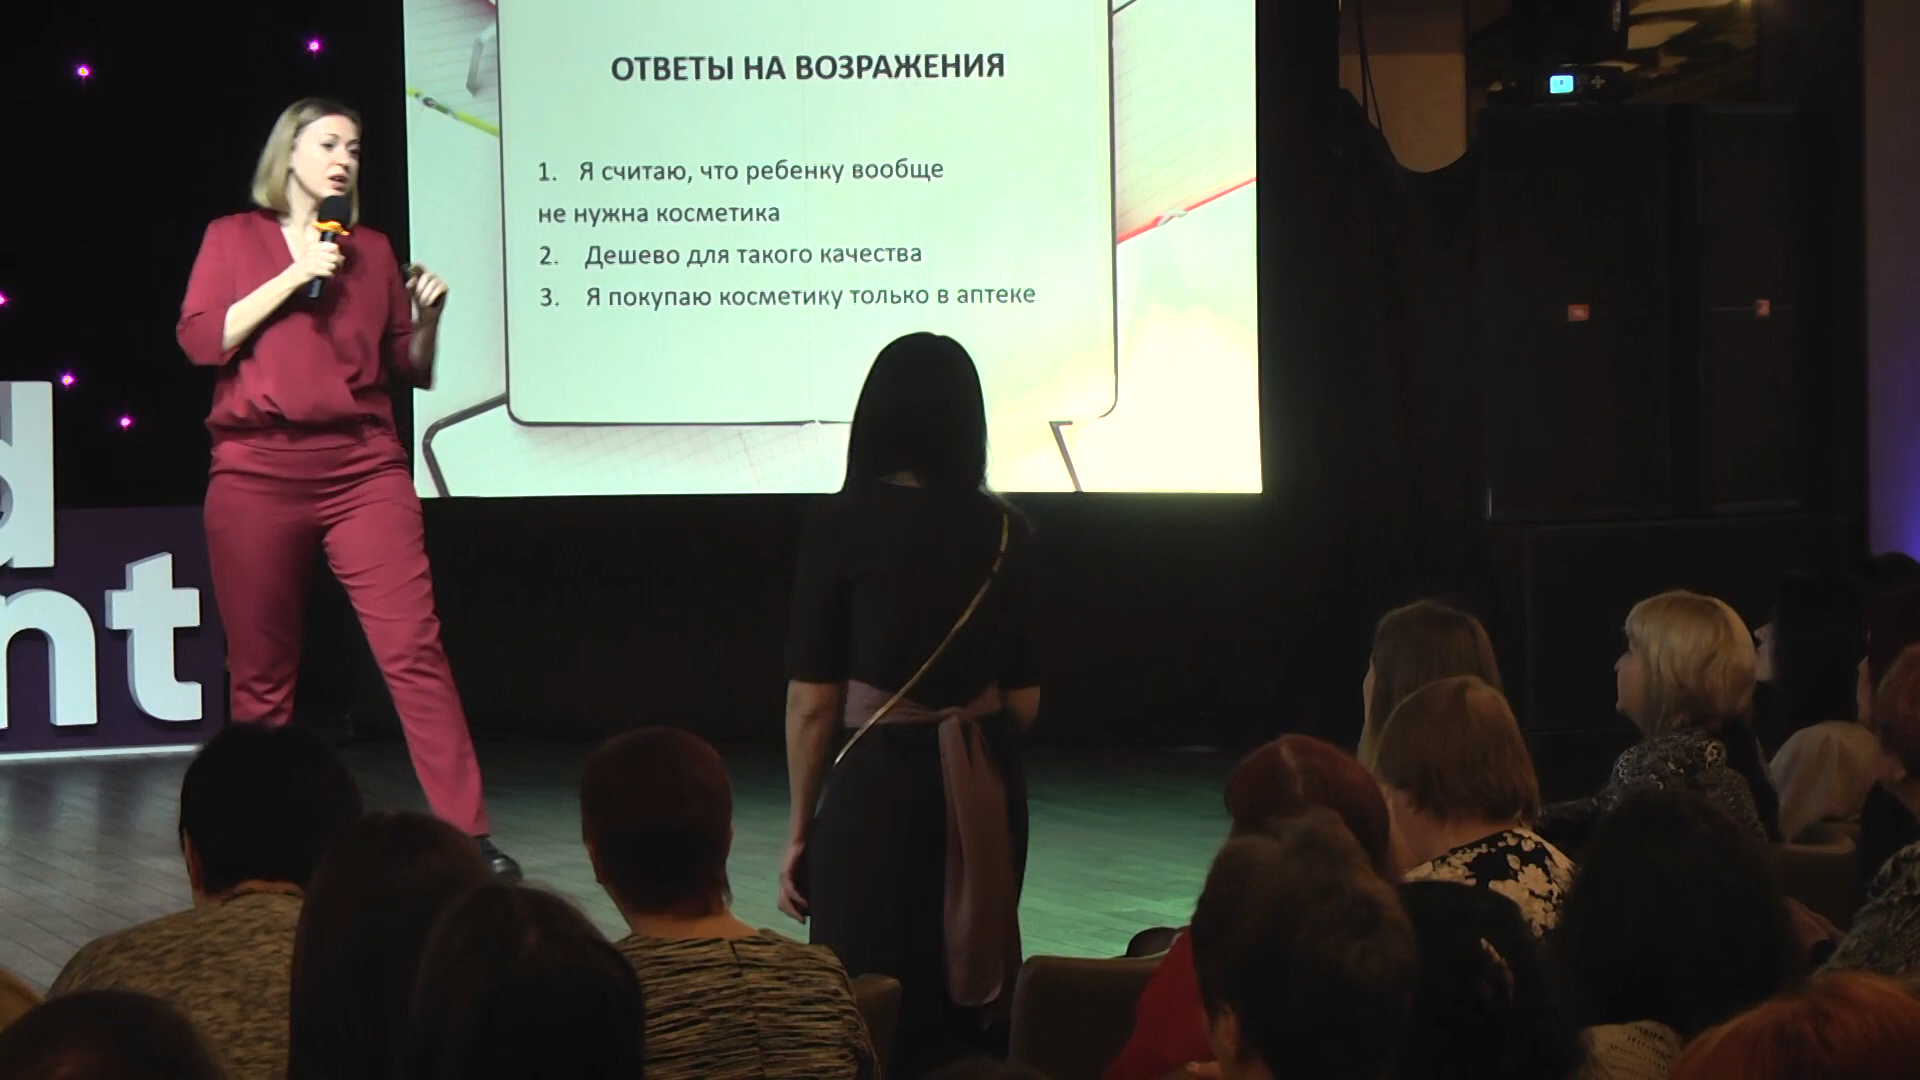 ОТВЕТЫ НА ВОЗРАЖЕНИЯ
1. Я считаю, что ребенку вообще
не нужна косметика
2. Дешево для такого качества
3. Я покупаю косметику только в аптеке
d
nt